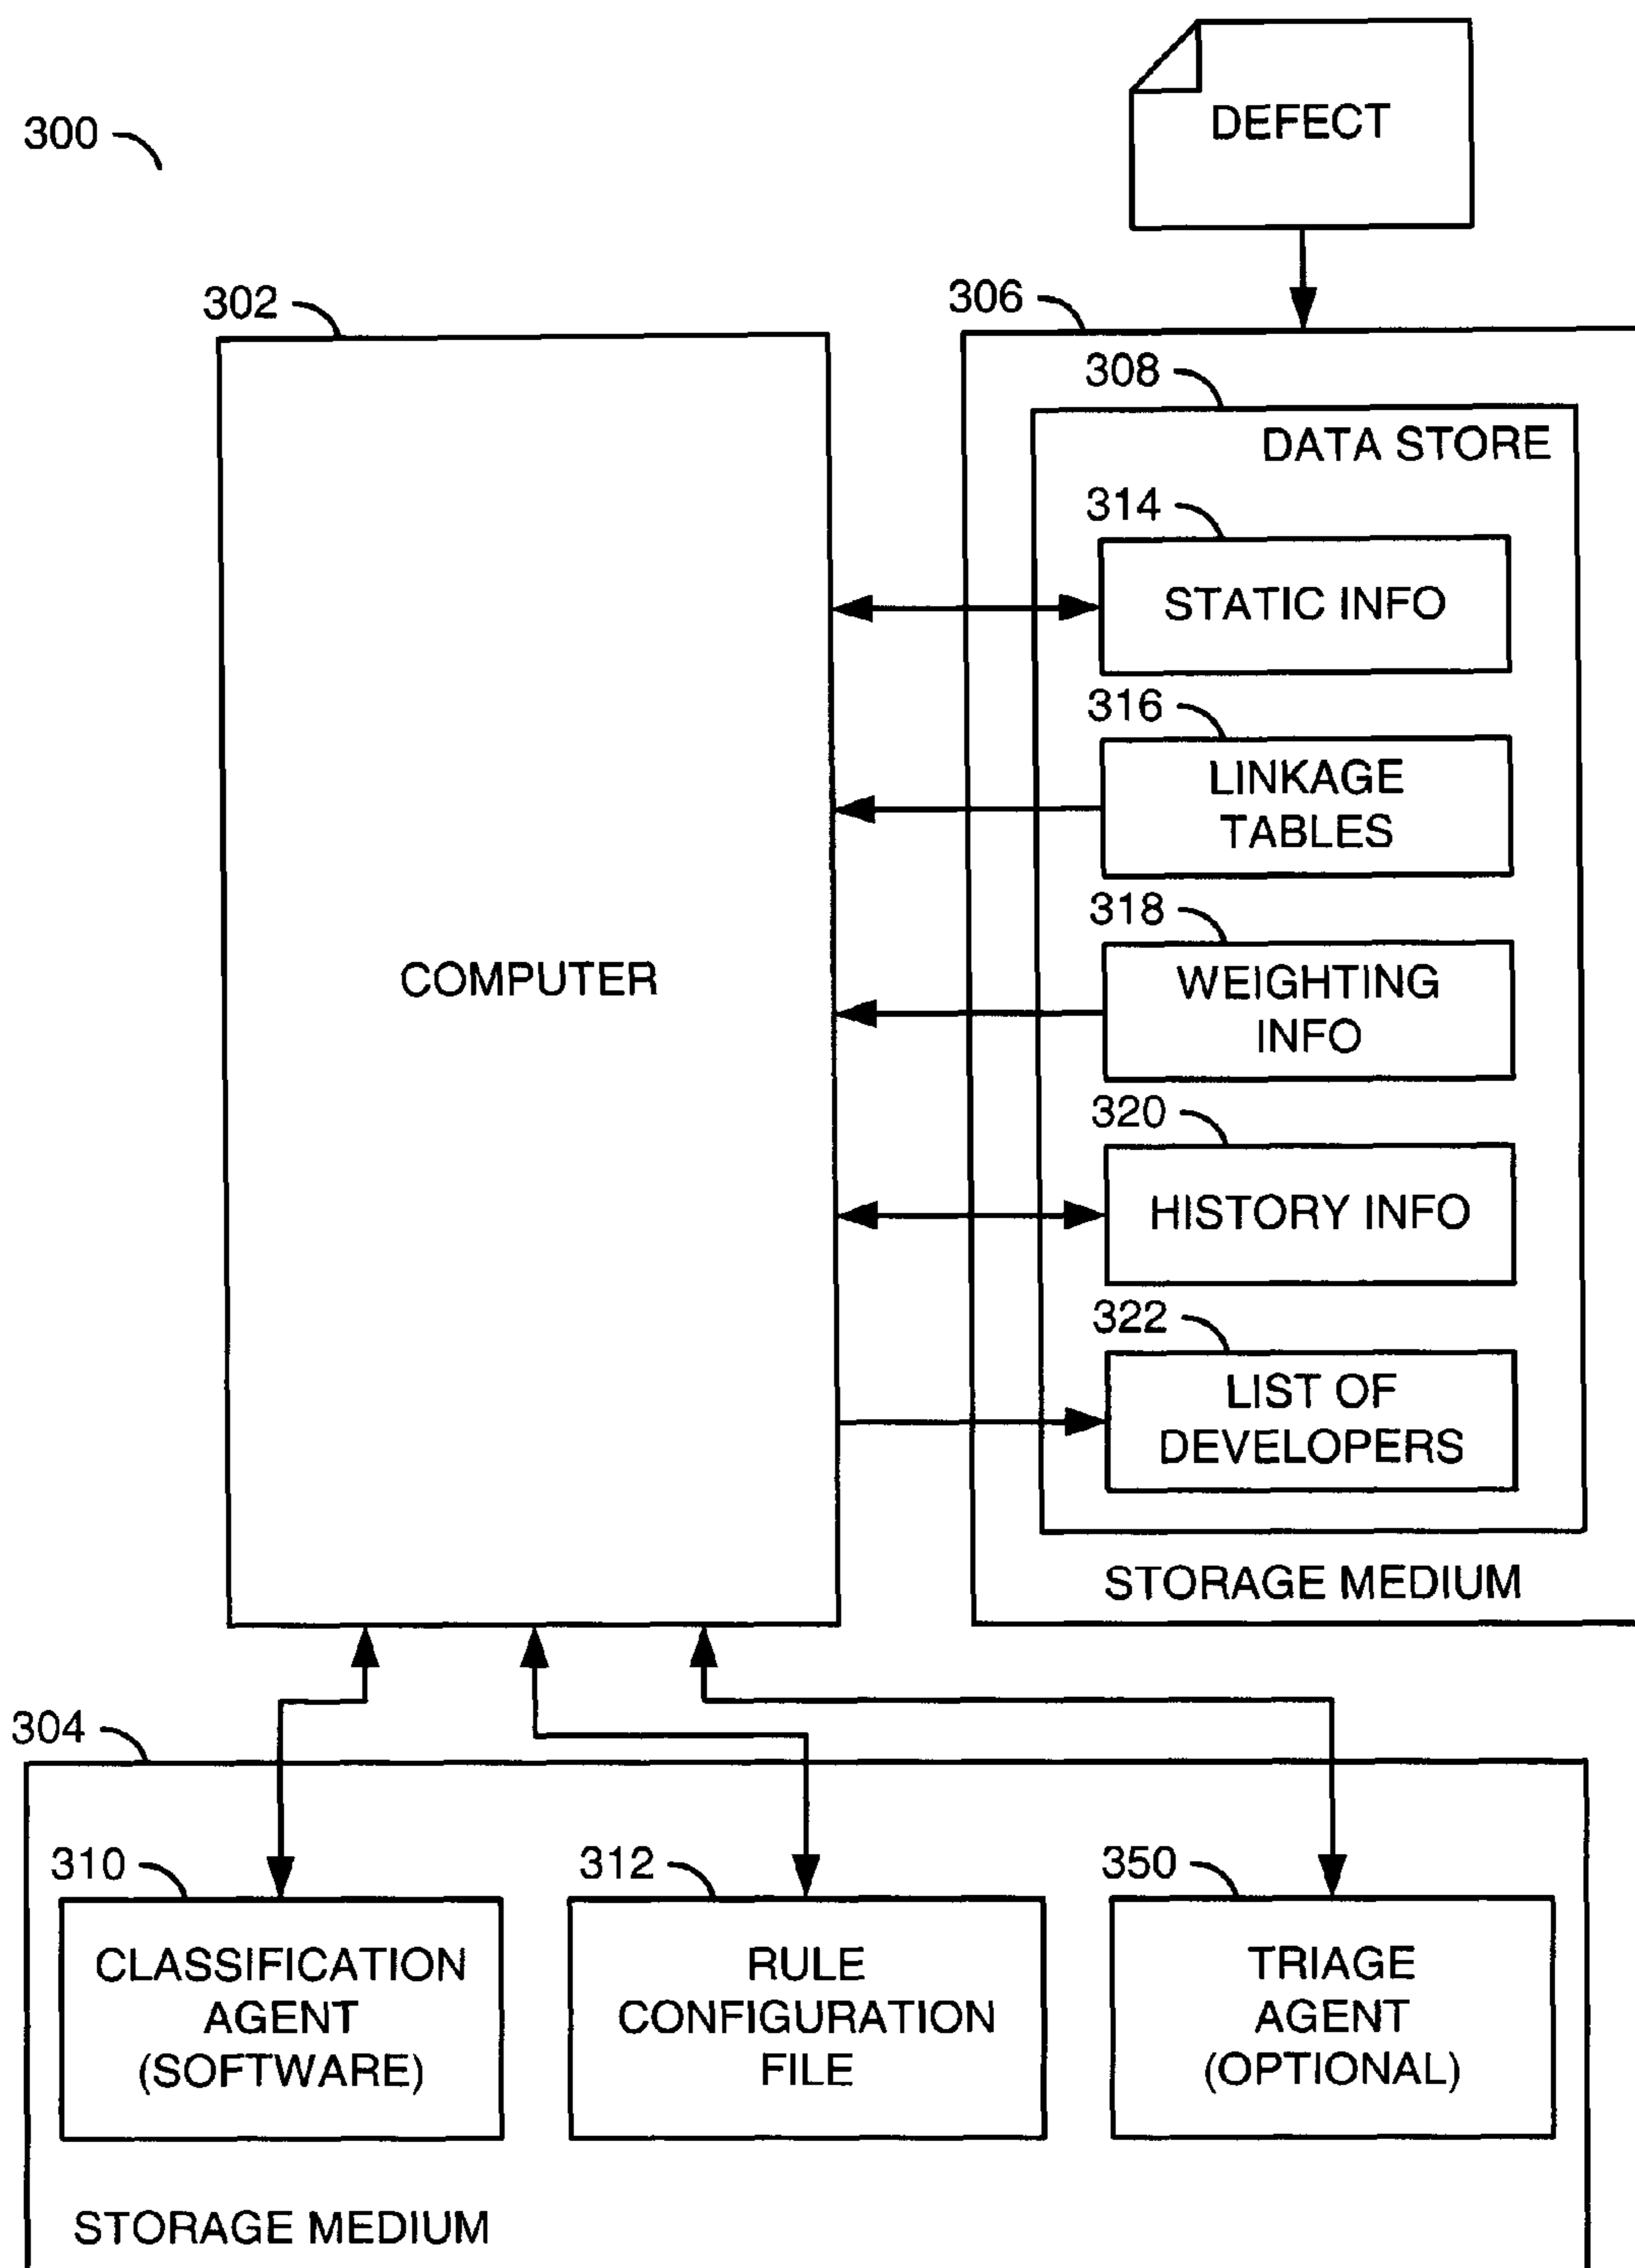 DEFECT
300
302
306
308
DATA STORE
314
STATIC INFO
316
LINKAGE
TABLES
318
COMPUTER
WEIGHTING
INFO
320
HISTORY INFO
322
LIST OF
DEVELOPERS
STORAGE MEDIUM
304
310
312
350
CLASSIFICATION
AGENT
(SOFTWARE)
RULE
CONFIGURATION
FILE
TRIAGE
AGENT
(OPTIONAL)
STORAGE MEDIUM